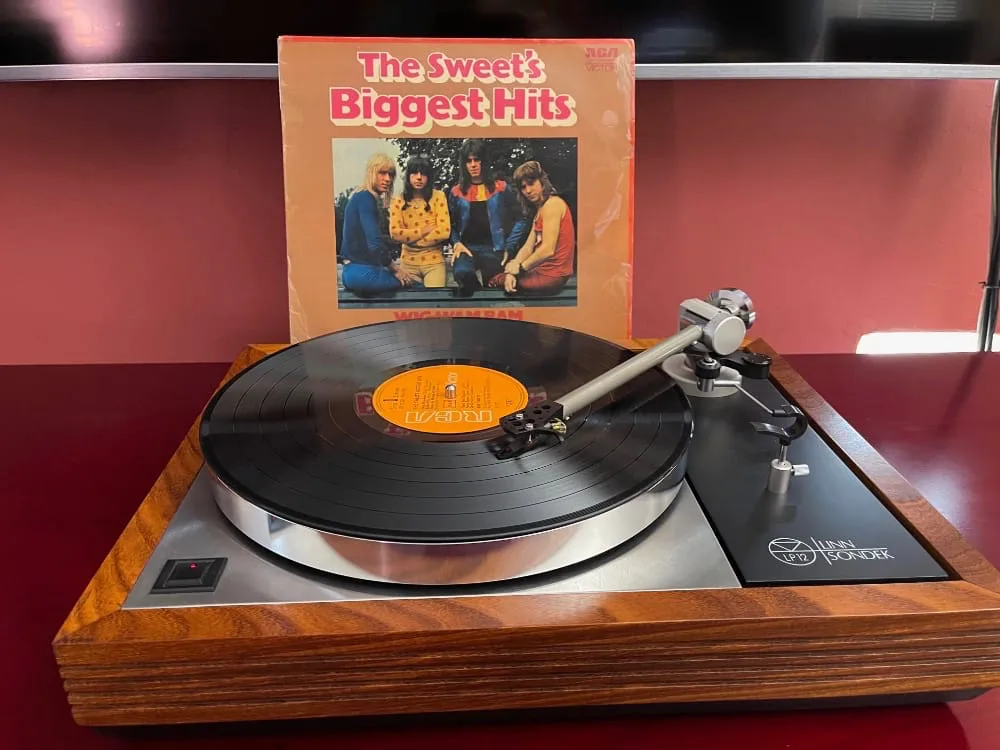 The Sweet's
Biggest Hits
RCA
VICTOR
WIG-WAM BAM
RCA
LINN
LP12
SONDEK